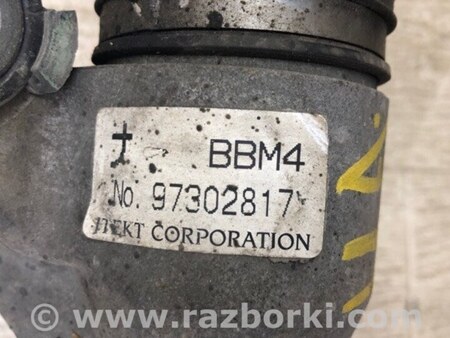 BBM4
No. 97302817
JTEKT CORPORATION
www.razborki.com